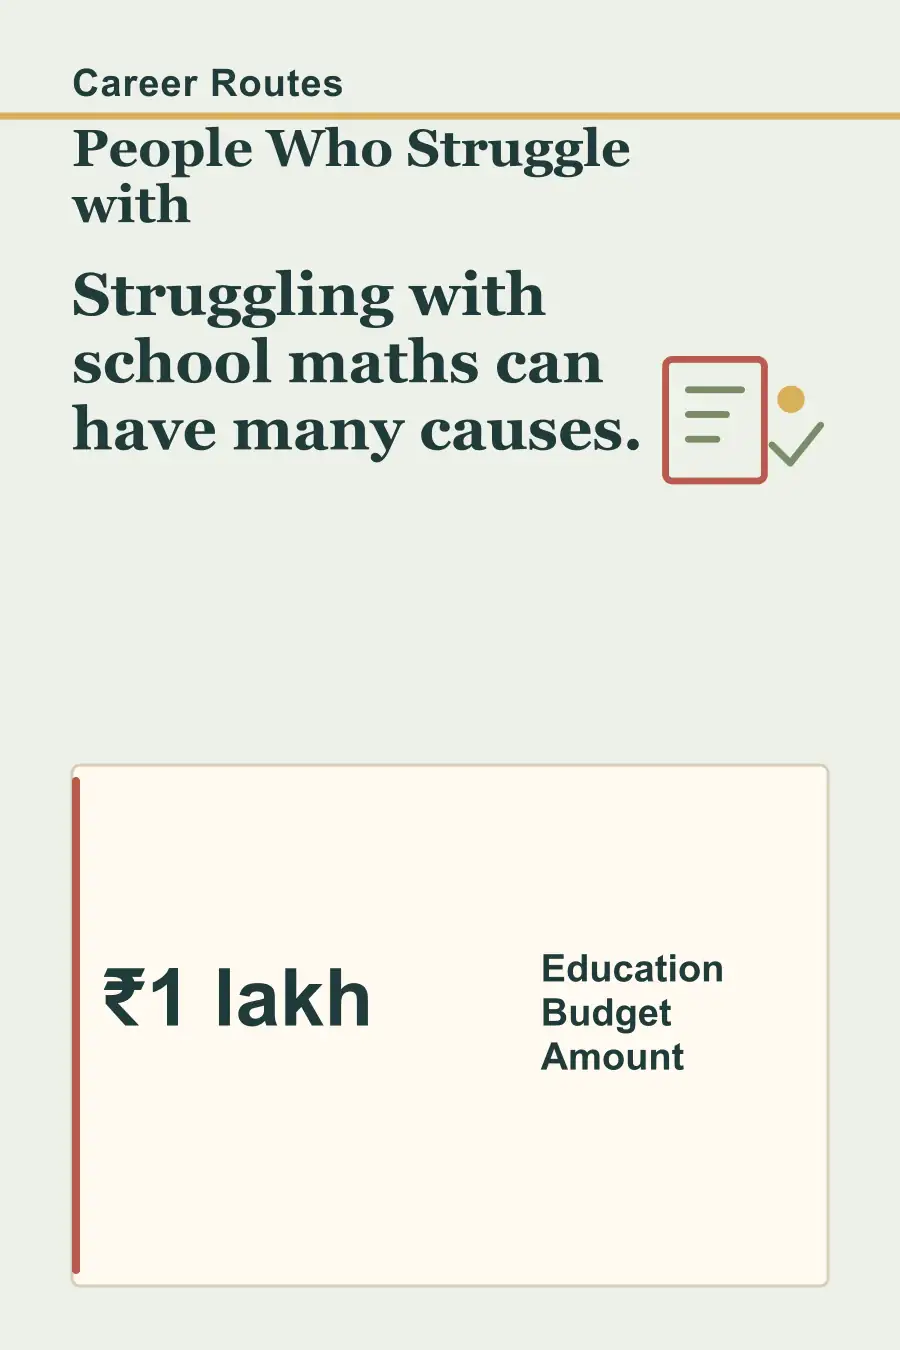 Career Routes
People Who Struggle
with
Struggling with
school maths can
have many causes.
₹1 lakh
Education
Budget
Amount